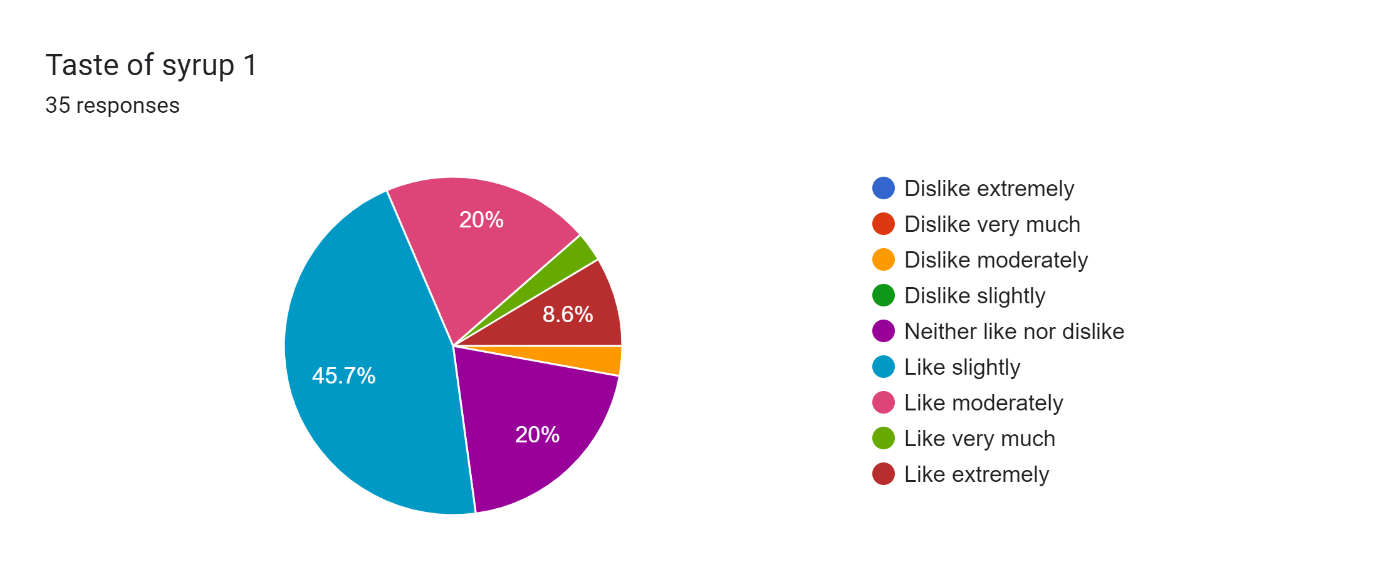 Taste of syrup 1
35 responses
20%
8.6%
45.7%
20%
Dislike extremely
Dislike very much
Dislike moderately
Dislike slightly
Neither like nor dislike
Like slightly
Like moderately
Like very much
Like extremely